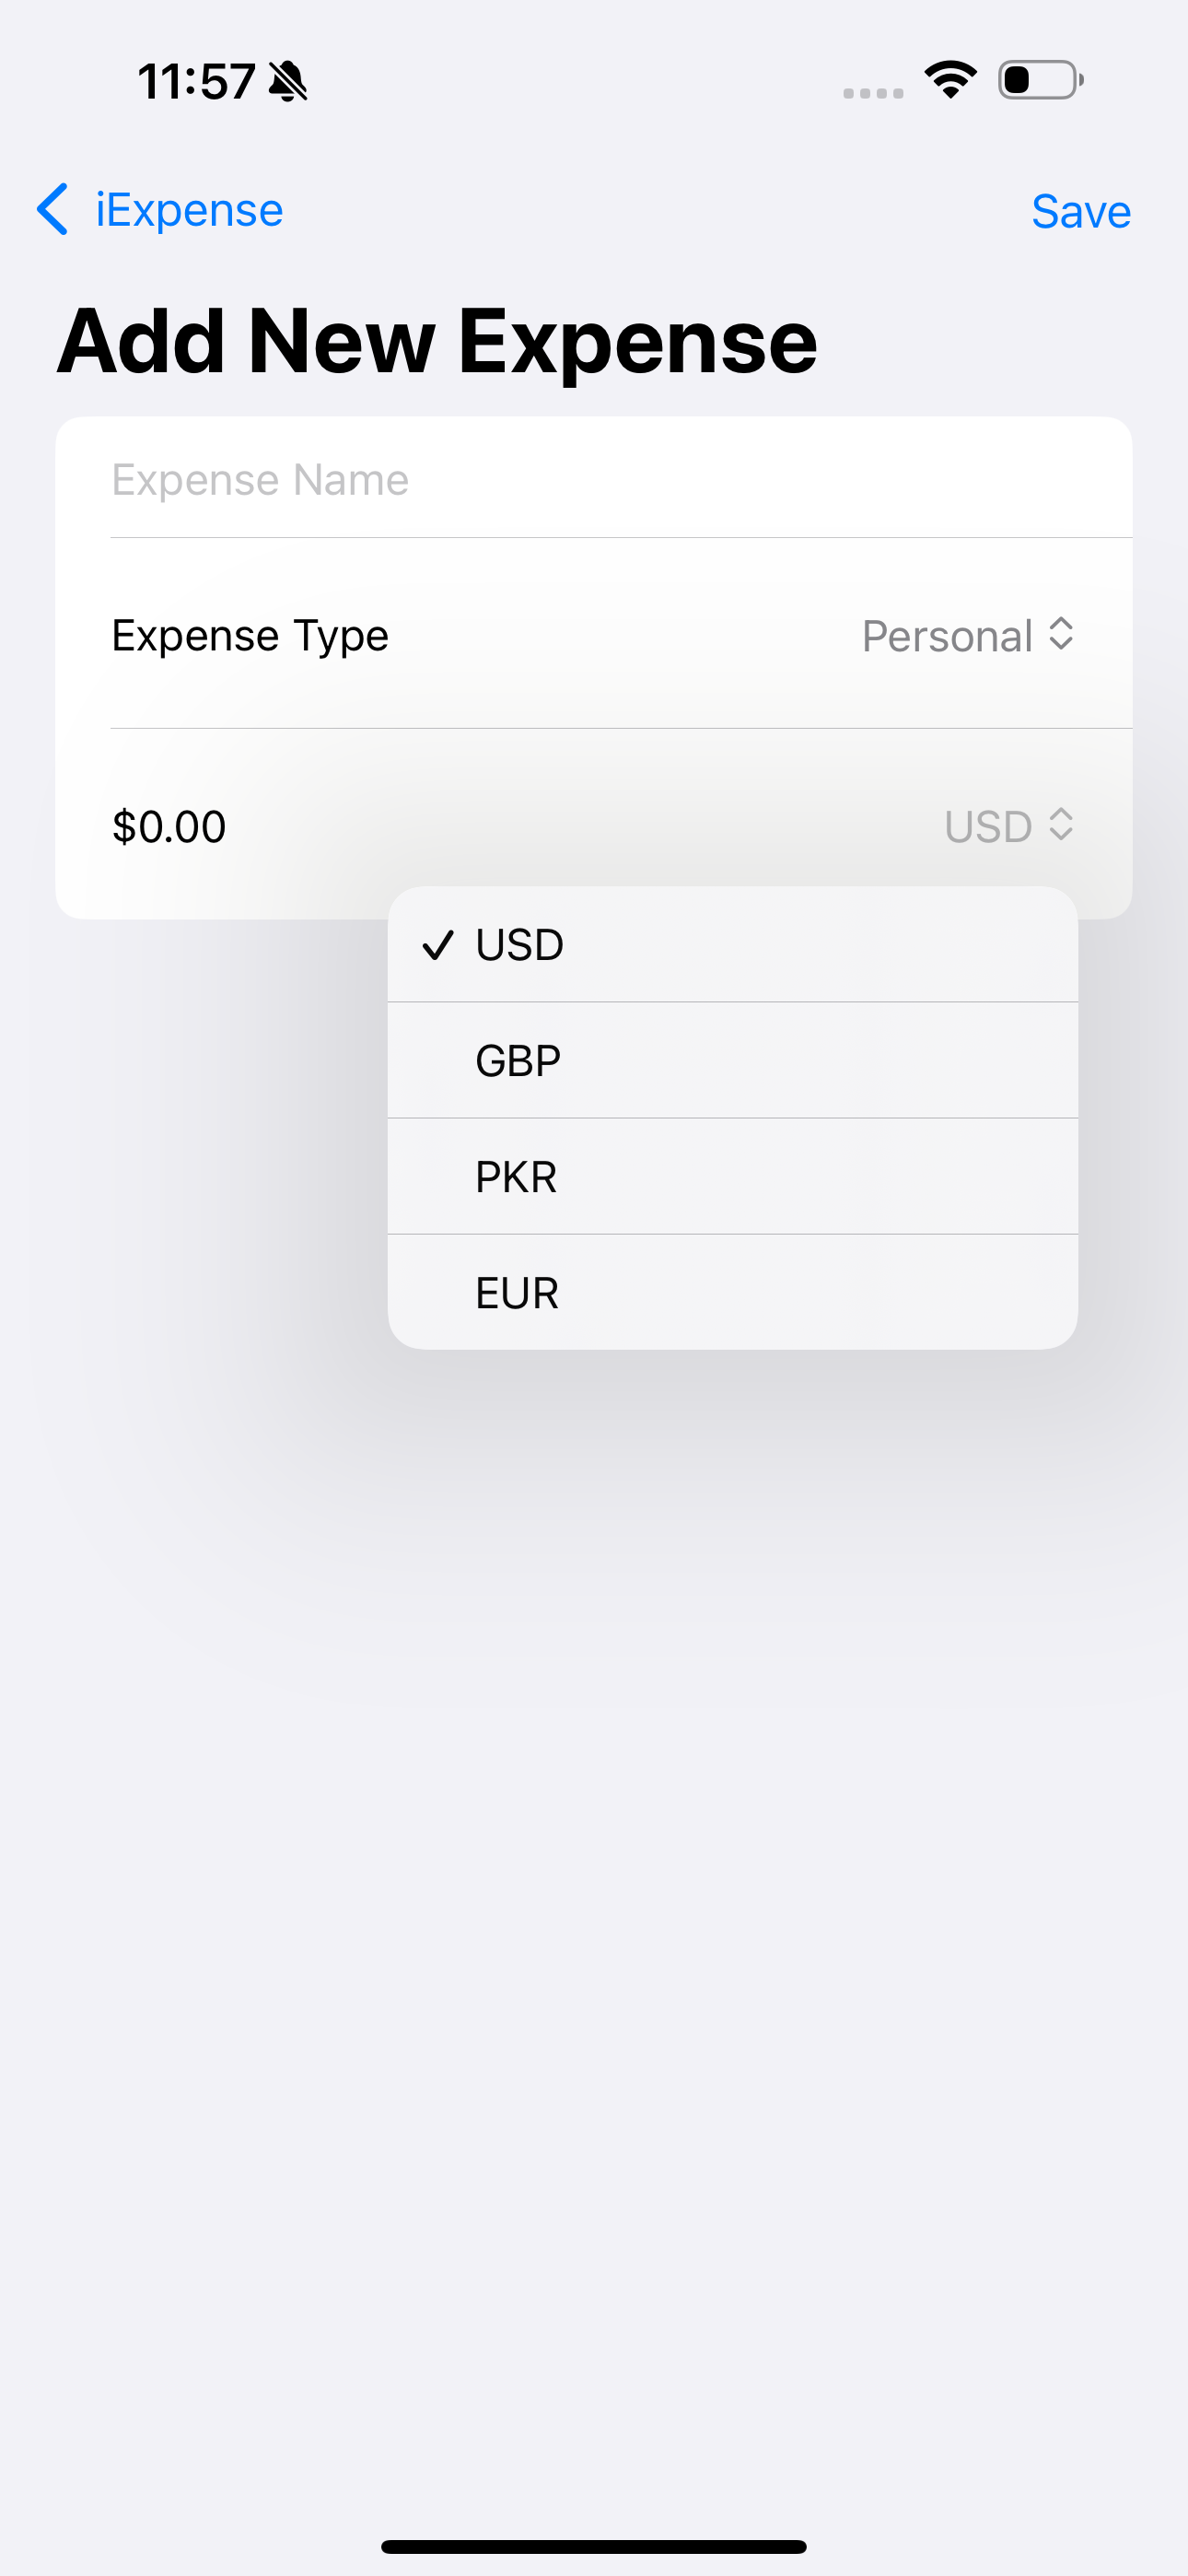 11:57
iExpense
Save
Add New Expense
Expense Name
Expense Type
Personal
$0.00
USD
USD
GBP
PKR
EUR